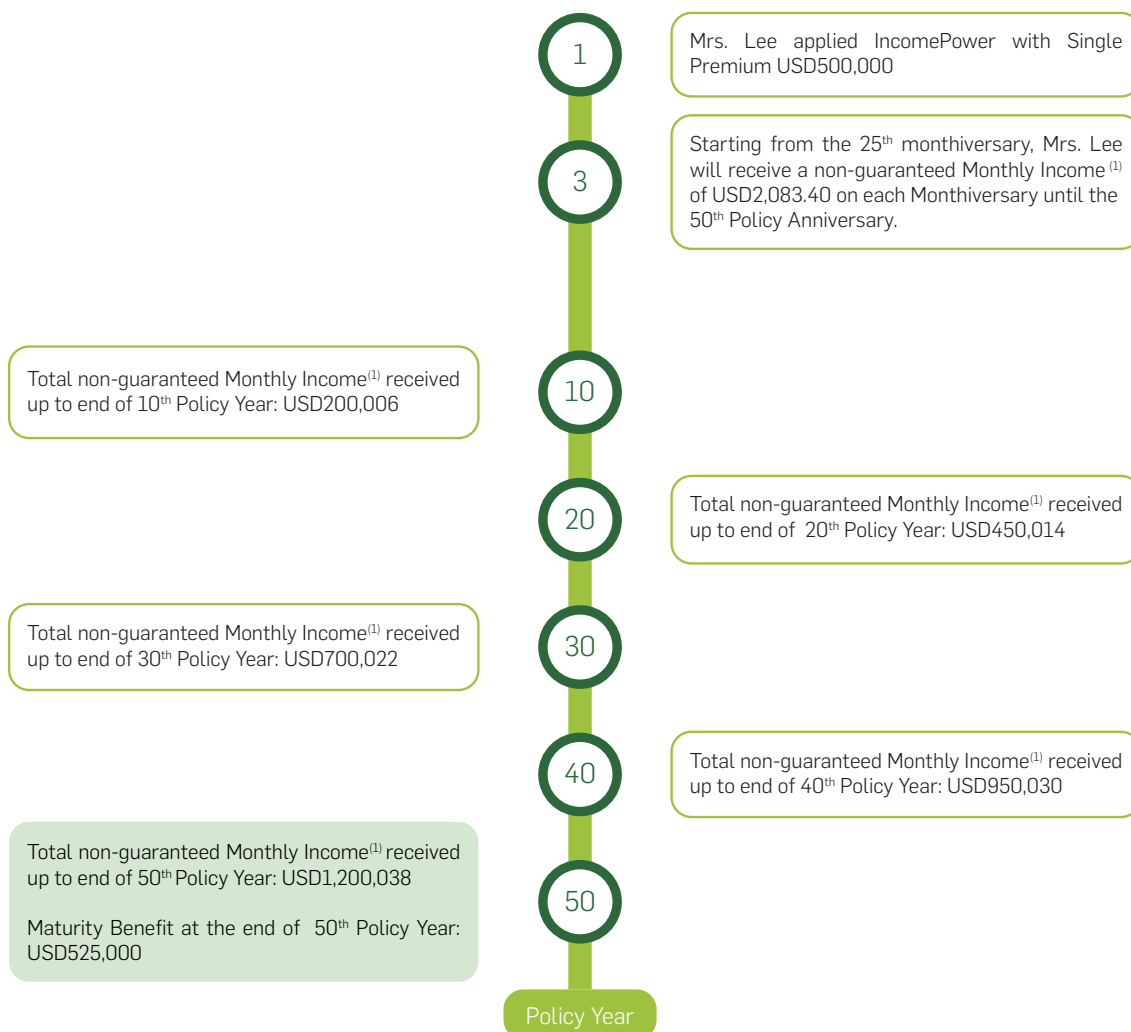 1
Mrs. Lee applied IncomePower with Single
Premium USD500,000
3
Starting from the 25th monthiversary, Mrs. Lee
will receive a non-guaranteed Monthly Income (1)
of USD2,083.40 on each Monthiversary until the
50th Policy Anniversary.
10
Total non-guaranteed Monthly Income(1) received
up to end of 10th Policy Year: USD200,006
20
Total non-guaranteed Monthly Income(1) received
up to end of 20th Policy Year: USD450,014
30
Total non-guaranteed Monthly Income(1) received
up to end of 30th Policy Year: USD700,022
40
Total non-guaranteed Monthly Income(1) received
up to end of 40th Policy Year: USD950,030
50
Total non-guaranteed Monthly Income(1) received
up to end of 50th Policy Year: USD1,200,038
Maturity Benefit at the end of 50th Policy Year:
USD525,000
Policy Year